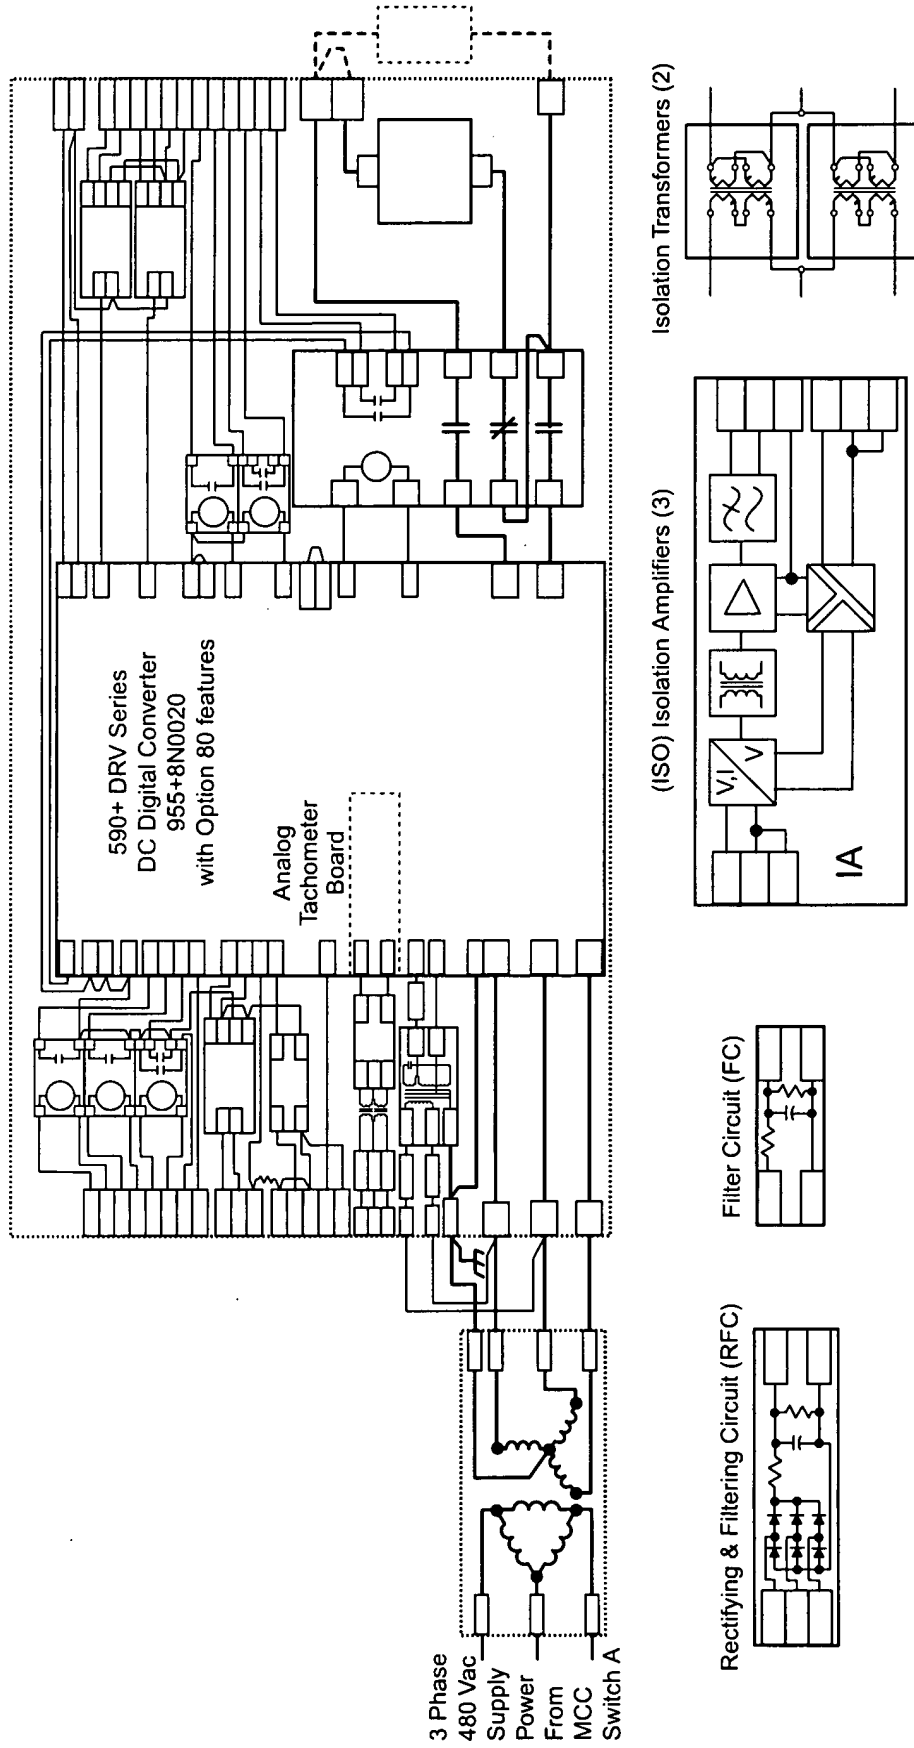 590+ DRV Series
DC Digital Converter
955+8N0020
with Option 80 features
Analog
Tachometer
Board
3 Phase
480 Vac
Supply
Power
From
MCC
Switch A
Rectifying & Filtering Circuit (RFC)
Filter Circuit (FC)
(ISO) Isolation Amplifiers (3)
V,I
V
IA
Isolation Transformers (2)